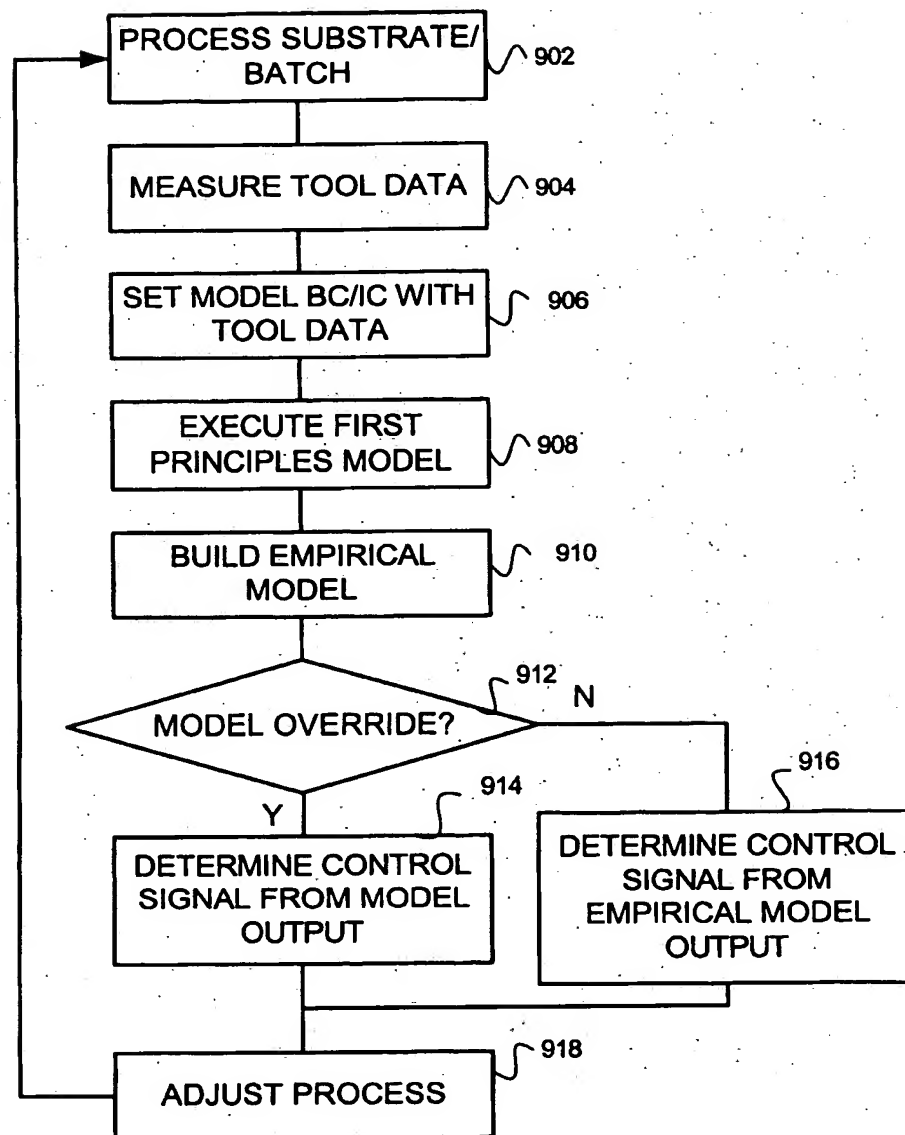 PROCESS SUBSTRATE/
BATCH
902
MEASURE TOOL DATA
904
SET MODEL BC/IC WITH
TOOL DATA
906
EXECUTE FIRST
PRINCIPLES MODEL
908
BUILD EMPIRICAL
MODEL
910
912
MODEL OVERRIDE?
N
Y
914
916
DETERMINE CONTROL
SIGNAL FROM MODEL
OUTPUT
DETERMINE CONTROL
SIGNAL FROM
EMPIRICAL MODEL
OUTPUT
918
ADJUST PROCESS